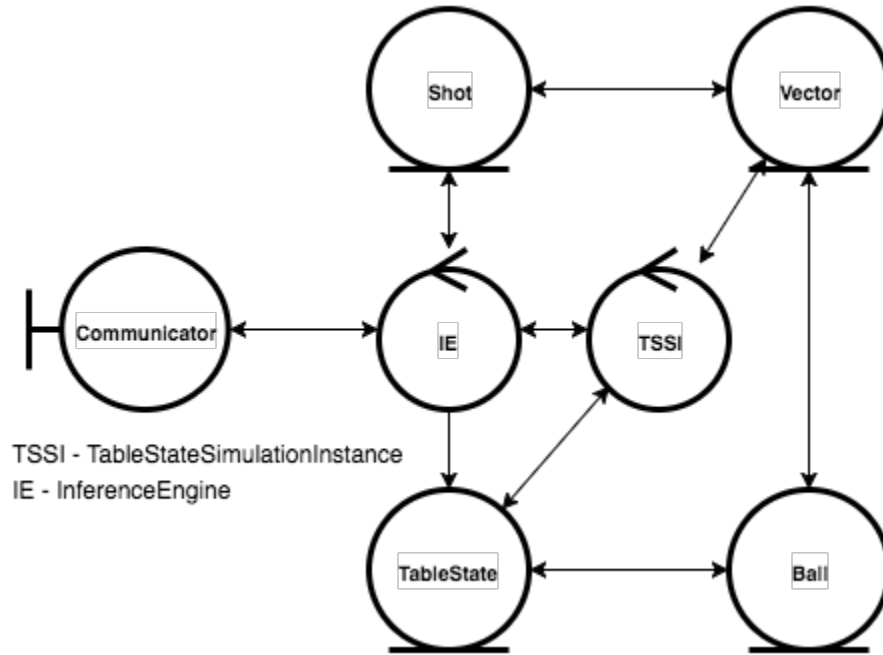 Shot
Vector
Communicator
IE
TSSI
TSSI - TableStateSimulationInstance
IE - InferenceEngine
TableState
Ball